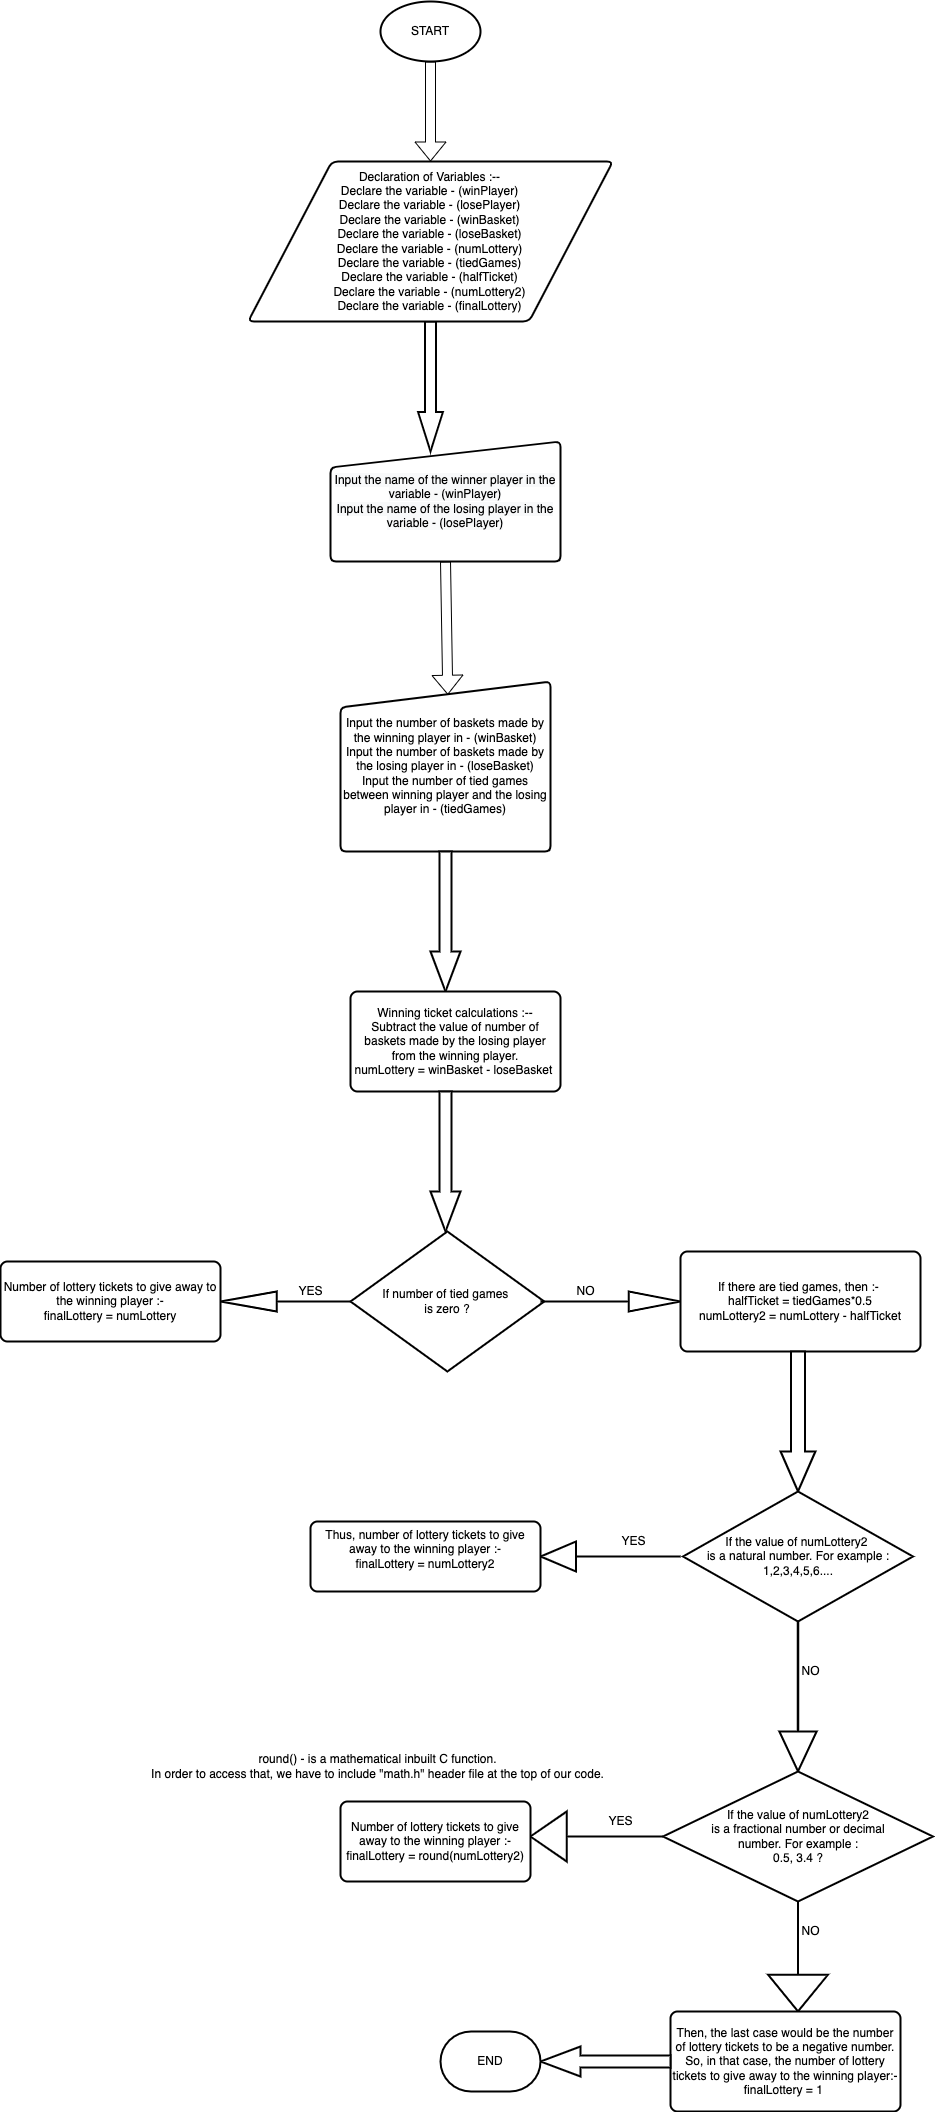 START
Declaration of Variables :--
Declare the variable - (winPlayer)
Declare the variable - (losePlayer)
Declare the variable - (winBasket)
Declare the variable - (loseBasket)
Declare the variable - (numLottery)
Declare the variable - (tiedGames)
Declare the variable - (halfTicket)
Declare the variable - (numLottery2)
Declare the variable - (finalLottery)
Input the name of the winner player in the
variable - (winPlayer)
Input the name of the losing player in the
variable - (losePlayer)
Input the number of baskets made by
the winning player in - (winBasket)
Input the number of baskets made by
the losing player in - (loseBasket)
Input the number of tied games
between winning player and the losing
player in - (tiedGames)
Winning ticket calculations :--
Subtract the value of number of
baskets made by the losing player
from the winning player.
numLottery = winBasket - loseBasket
If number of tied games
is zero ?
YES
Number of lottery tickets to give away to
the winning player :-
finalLottery = numLottery
NO
If there are tied games, then :-
halfTicket = tiedGames*0.5
numLottery2 = numLottery - halfTicket
If the value of numLottery2
is a natural number. For example :
1,2,3,4,5,6....
YES
Thus, number of lottery tickets to give
away to the winning player :-
finalLottery = numLottery2
NO
If the value of numLottery2
is a fractional number or decimal
number. For example :
0.5, 3.4 ?
YES
round() - is a mathematical inbuilt C function.
In order to access that, we have to include "math.h" header file at the top of our code.
Number of lottery tickets to give
away to the winning player :-
finalLottery = round(numLottery2)
NO
Then, the last case would be the number
of lottery tickets to be a negative number.
So, in that case, the number of lottery
tickets to give away to the winning player:-
finalLottery = 1
END